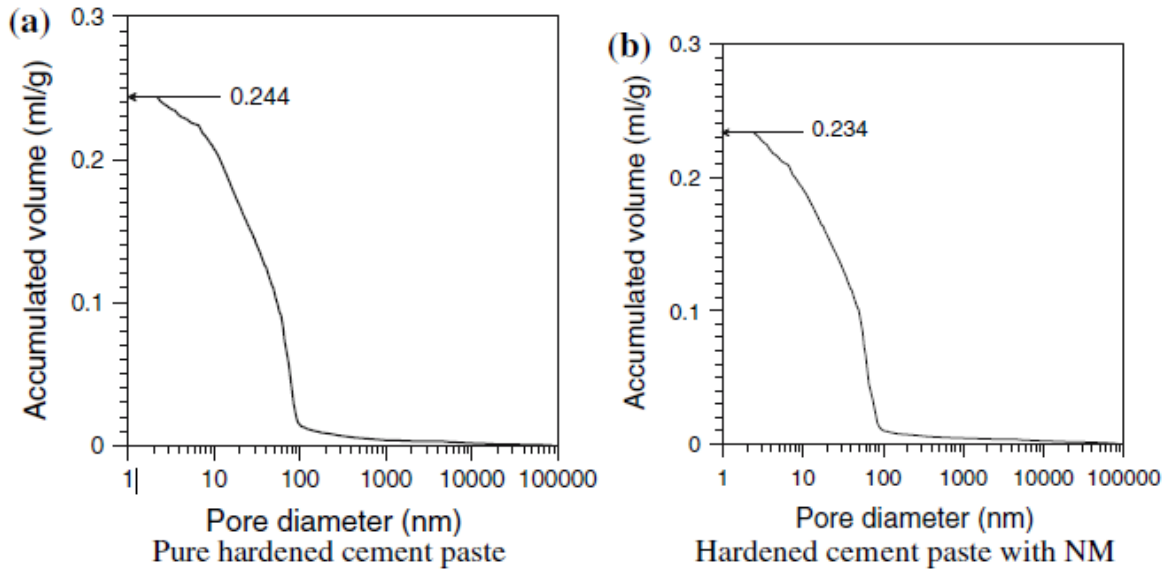 (a)
Accumulated volume (ml/g)
0.3
0.2
0.1
0
0.244
1 10 100 1000 10000 100000
Pore diameter (nm)
Pure hardened cement paste
(b)
Accumulated volume (ml/g)
0.3
0.2
0.1
0
0.234
1 10 100 1000 10000 100000
Pore diameter (nm)
Hardened cement paste with NM